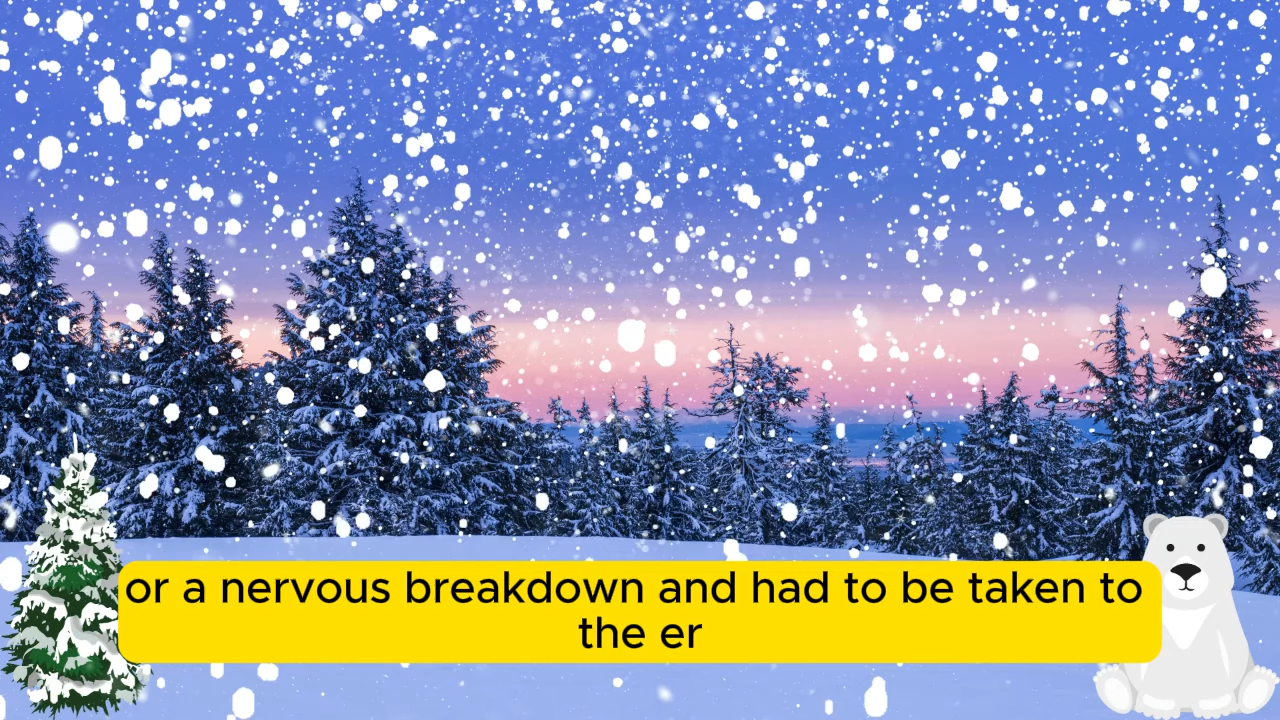 or a nervous breakdown and had to be taken to
the er